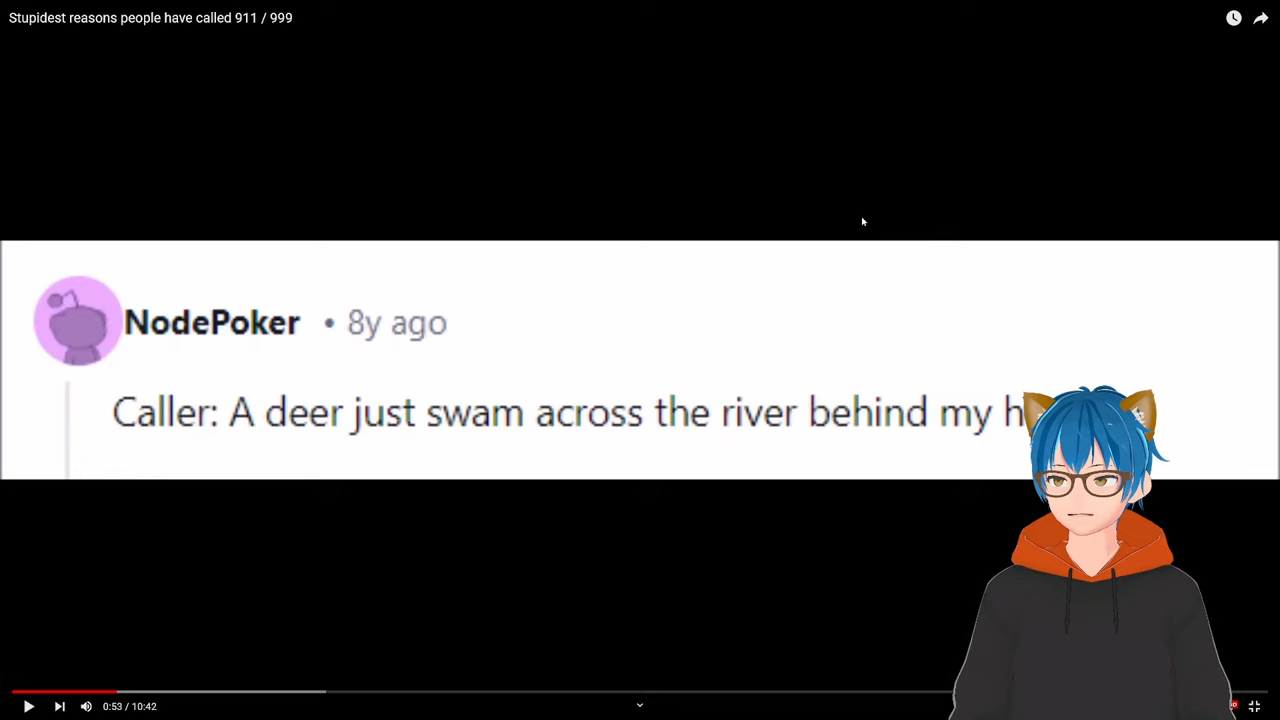 Stupidest reasons people have called 911 / 999
NodePoker • 8y ago
Caller: A deer just swam across the river behind my
0:53 / 10:42